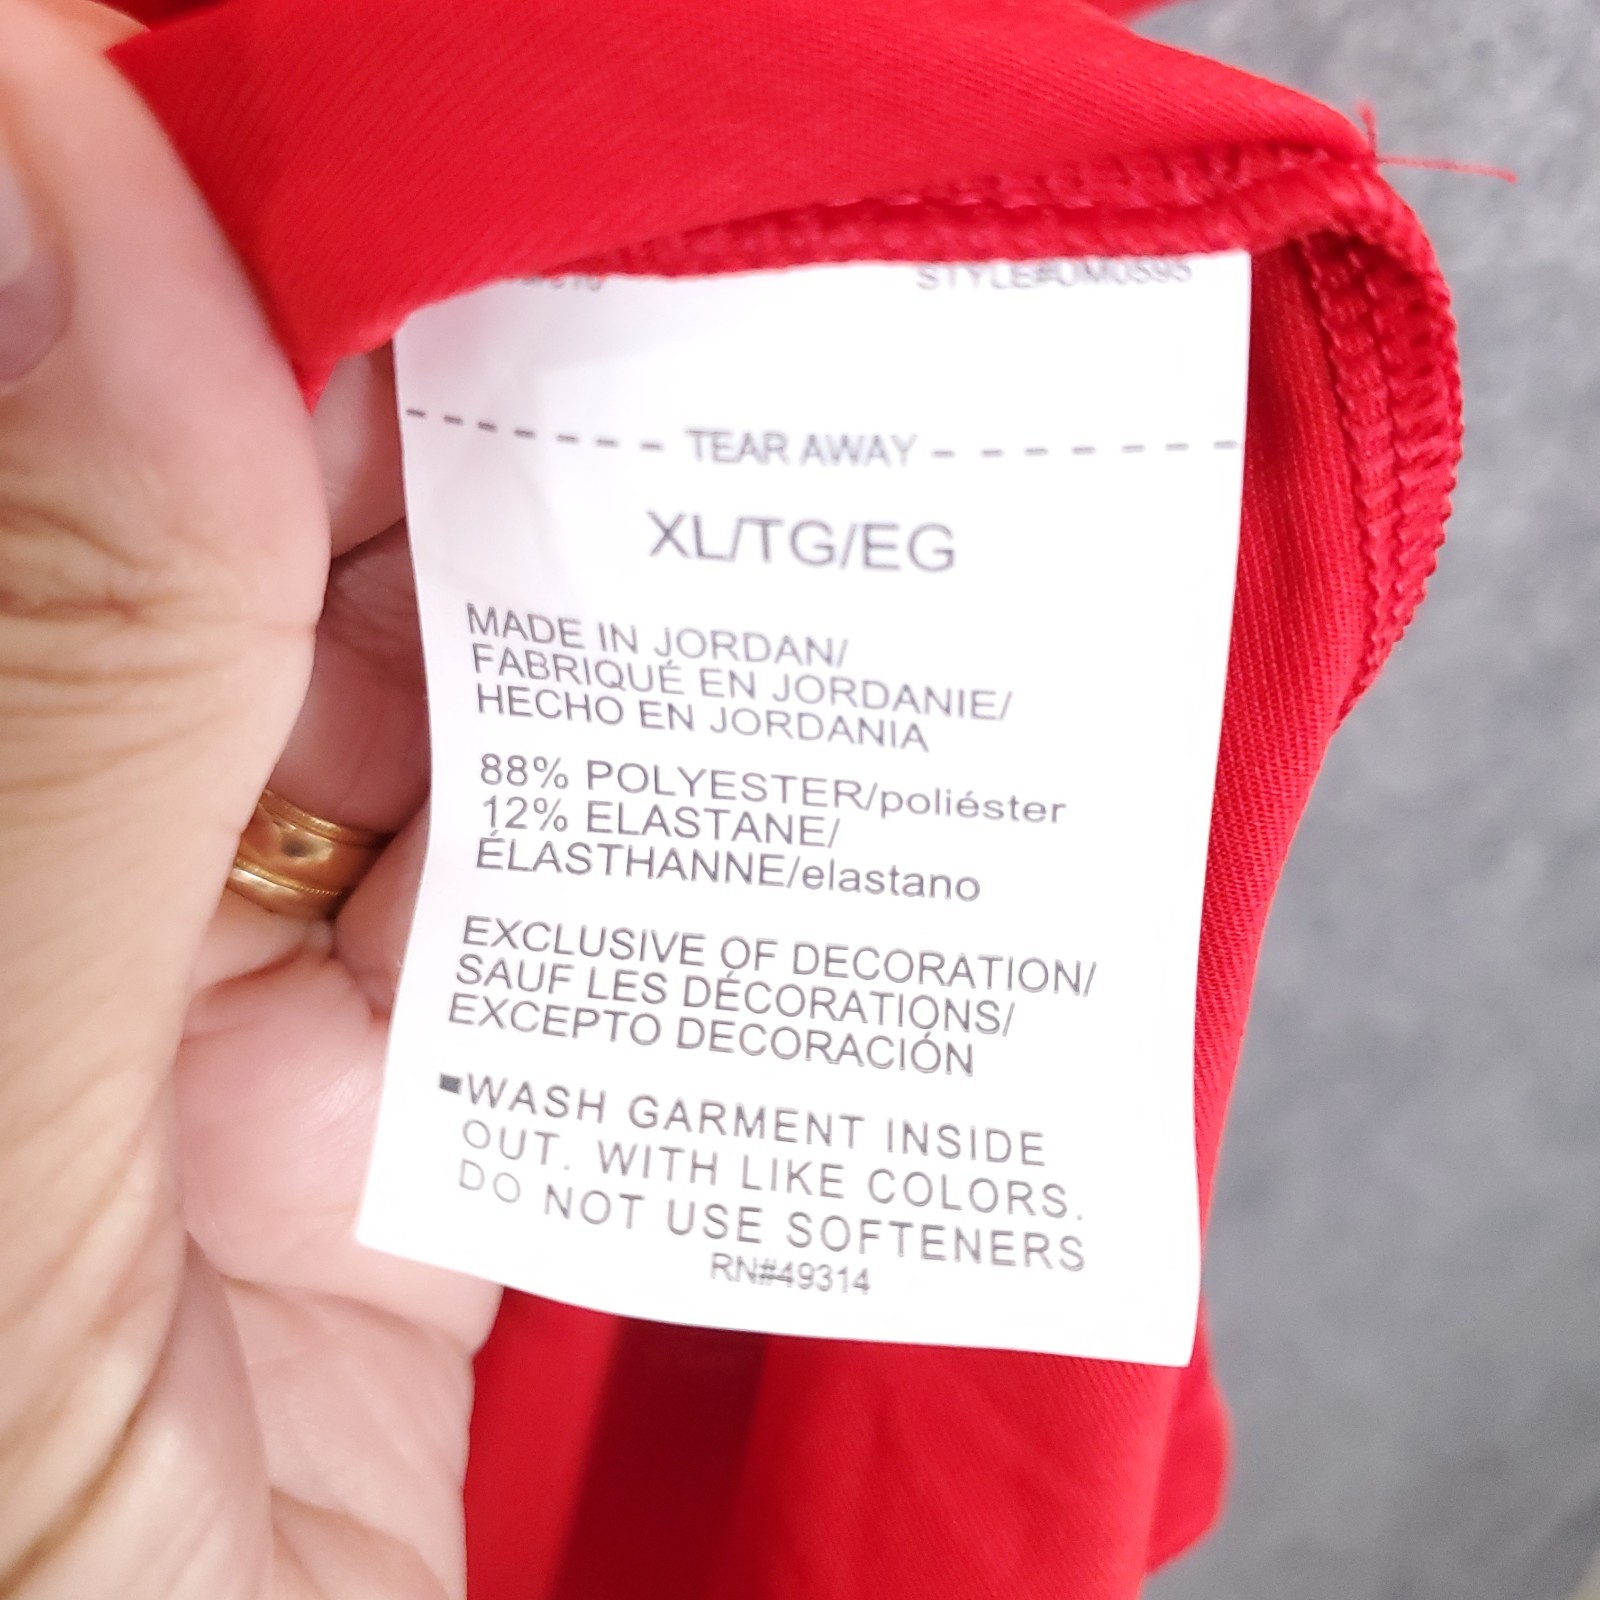 STYLE#UM0595
TEAR AWAY
XL/TG/EG
MADE IN JORDAN/
FABRIQUÉ EN JORDANIE/
HECHO EN JORDANIA
88% POLYESTER/poliéster
12% ELASTANE/
ÉLASTHANNE/elastano
EXCLUSIVE OF DECORATION/
SAUF LES DÉCORATIONS/
EXCEPTO DECORACIÓN
■WASH GARMENT INSIDE
OUT. WITH LIKE COLORS.
DO NOT USE SOFTENERS
RN#49314